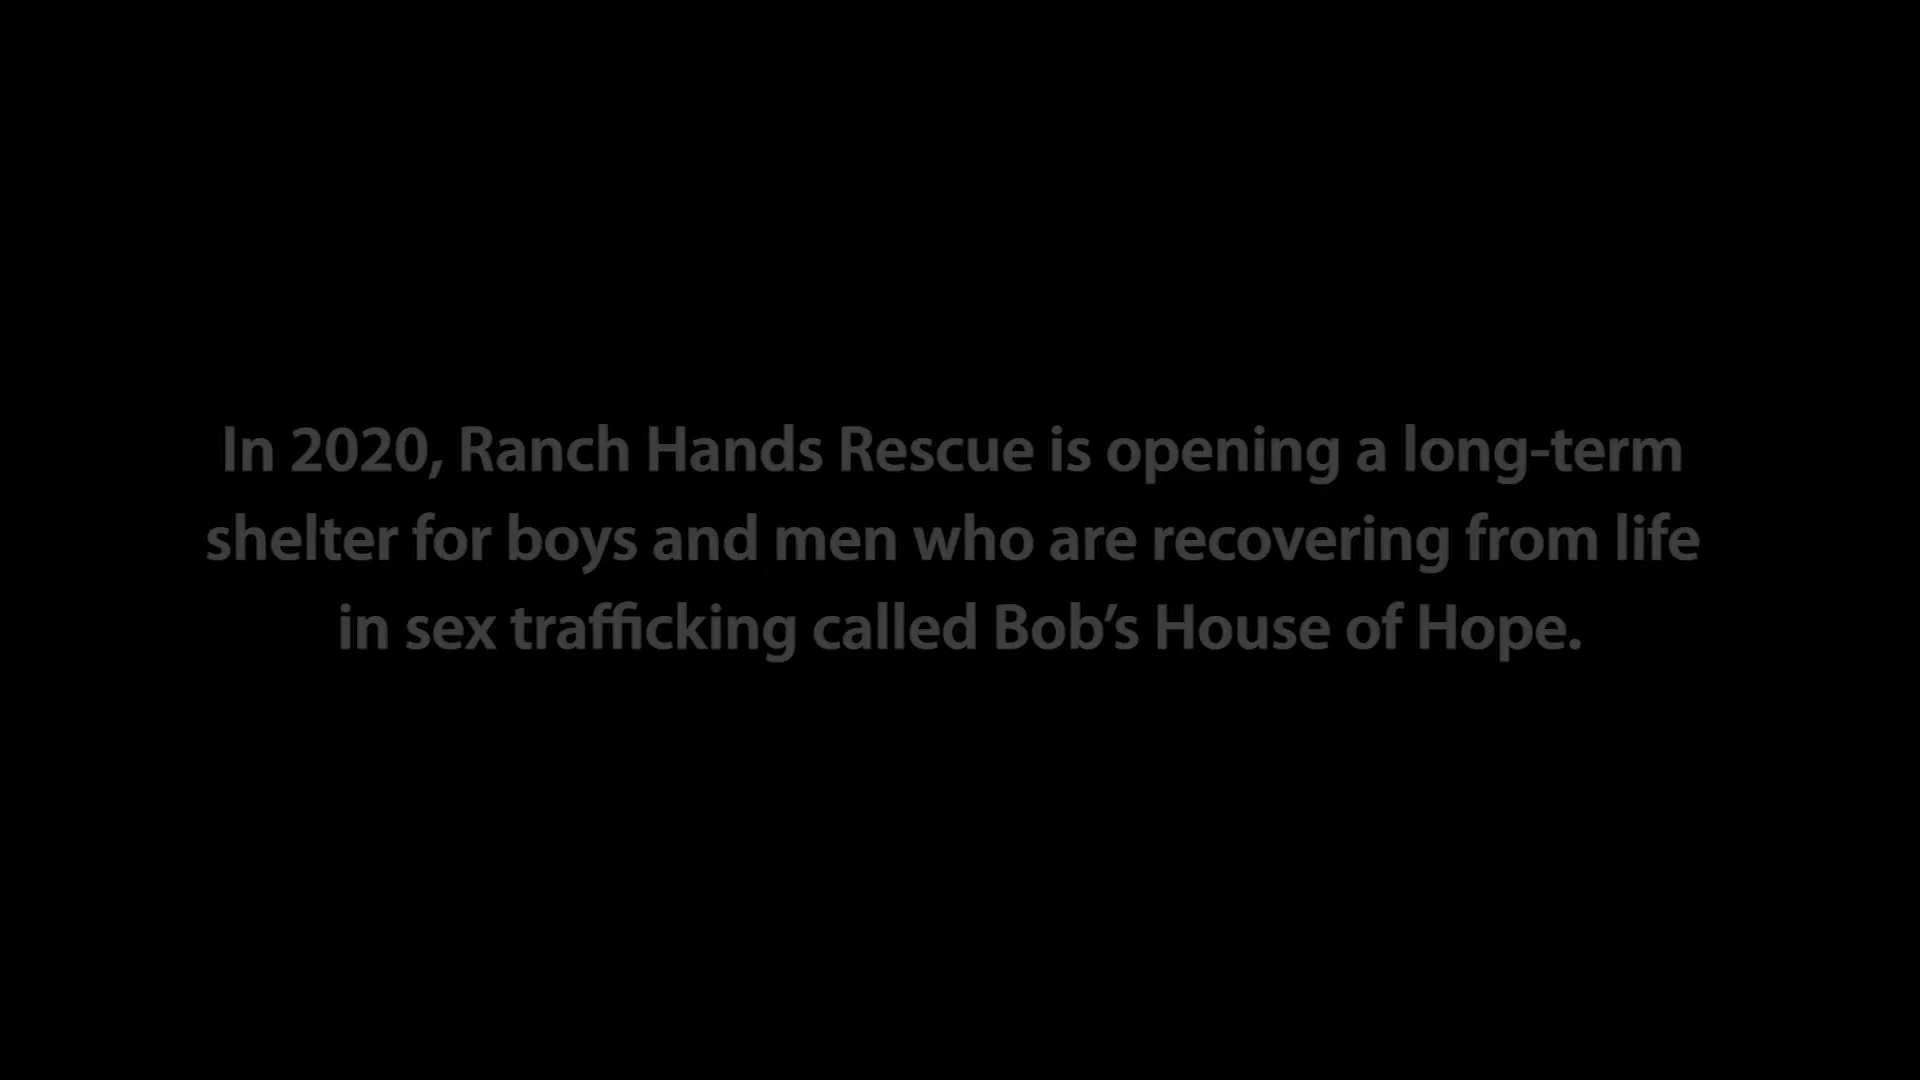 In 2020, Ranch Hands Rescue is opening a long-term
shelter for boys and men who are recovering from life
in sex trafficking called Bob’s House of Hope.